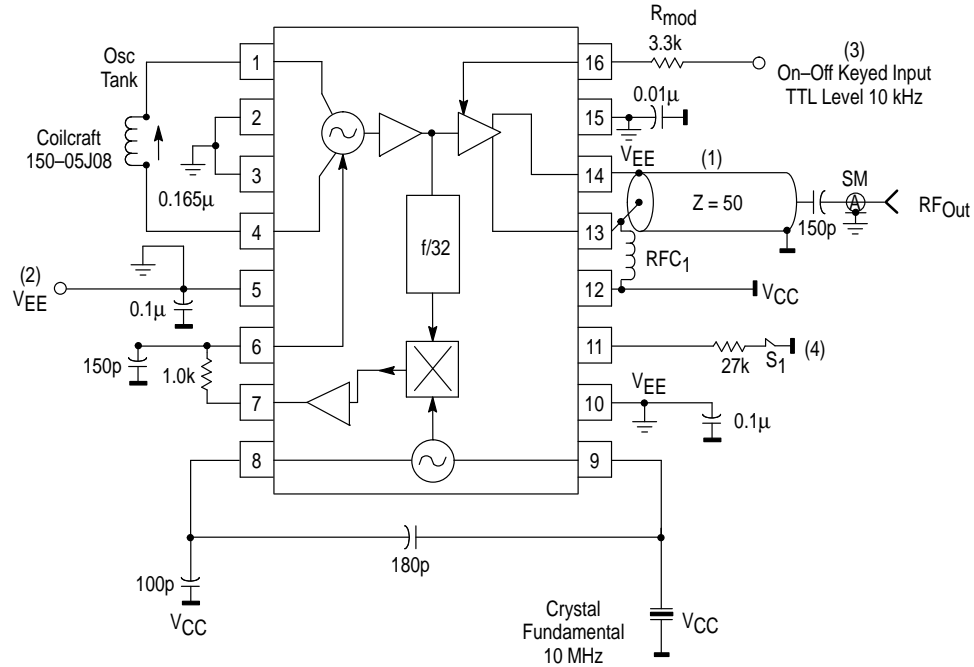 Osc
Tank
Coilcraft
150–05J08
0.165μ
(2)
VEE
0.1μ
150p
1.0k
1
2
3
4
5
6
7
8
f/32
16
15
14
13
12
11
10
9
Rmod
3.3k
(3)
On–Off Keyed Input
TTL Level 10 kHz
0.01μ
VEE
(1)
Z = 50
150p
SM
A
RFOut
RFC1
VCC
27k
S1
(4)
VEE
0.1μ
180p
100p
VCC
Crystal
Fundamental
10 MHz
VCC